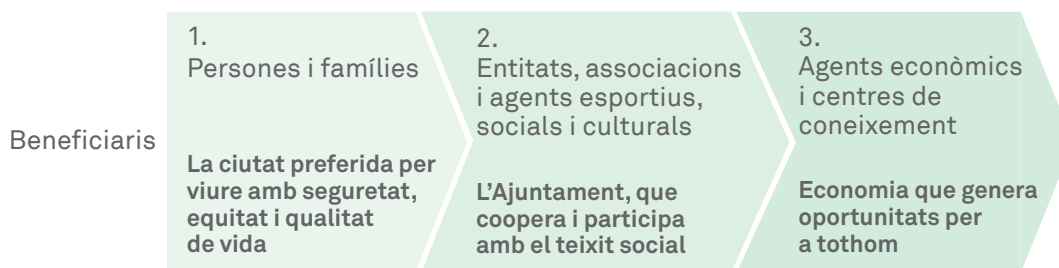 Beneficiaris
1.
Persones i famílies
La ciutat preferida per
viure amb seguretat,
equitat i qualitat
de vida
2.
Entitats, associacions
i agents esportius,
socials i culturals
L'Ajuntament, que
coopera i participa
amb el teixit social
3.
Agents econòmics
i centres de
coneixement
Economia que genera
oportunitats per
a tothom